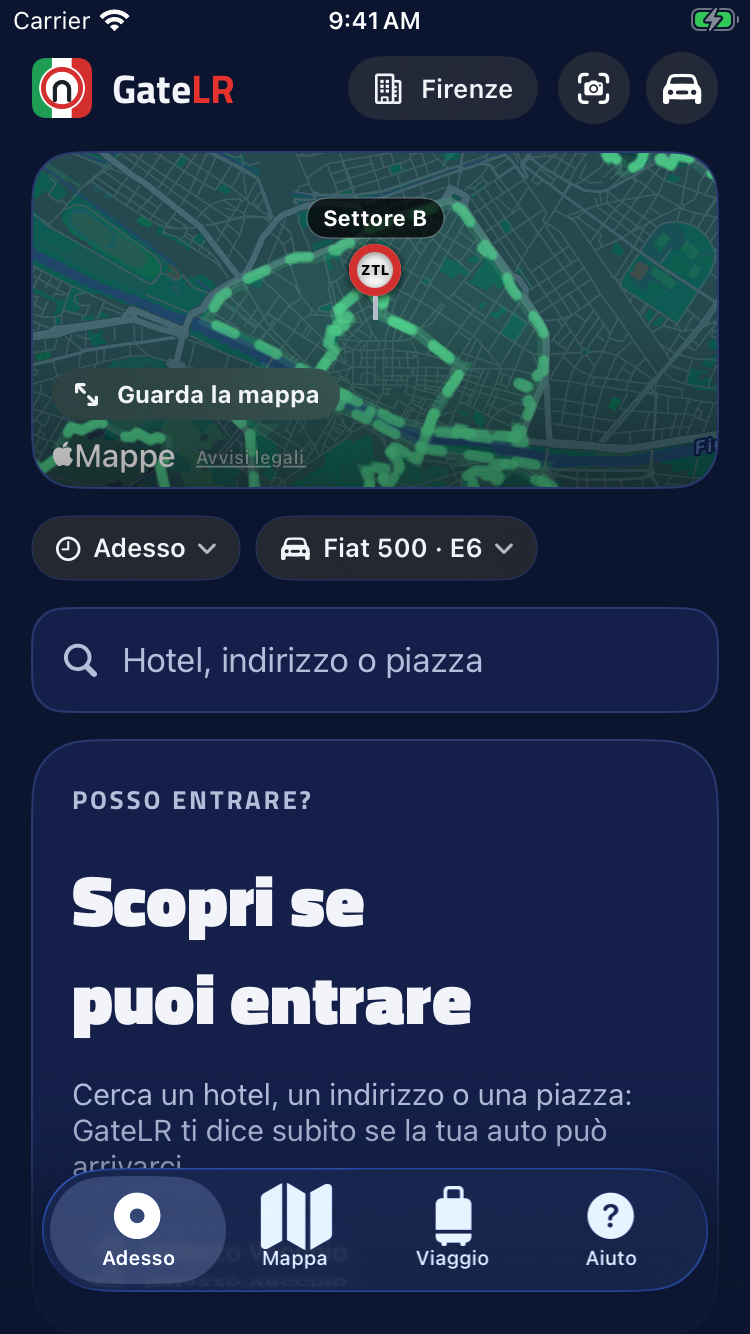 Carrier
9:41 AM
GateLR
Firenze
Settore B
ZTL
Guarda la mappa
Mappe
Avvisi legali
Adesso
Fiat 500 · E6
Hotel, indirizzo o piazza
POSSO ENTRARE?
Scopri se
puoi entrare
Cerca un hotel, un indirizzo o una piazza:
GateLR ti dice subito se la tua auto può
arrivarci
Adesso
Mappa
Viaggio
Aiuto